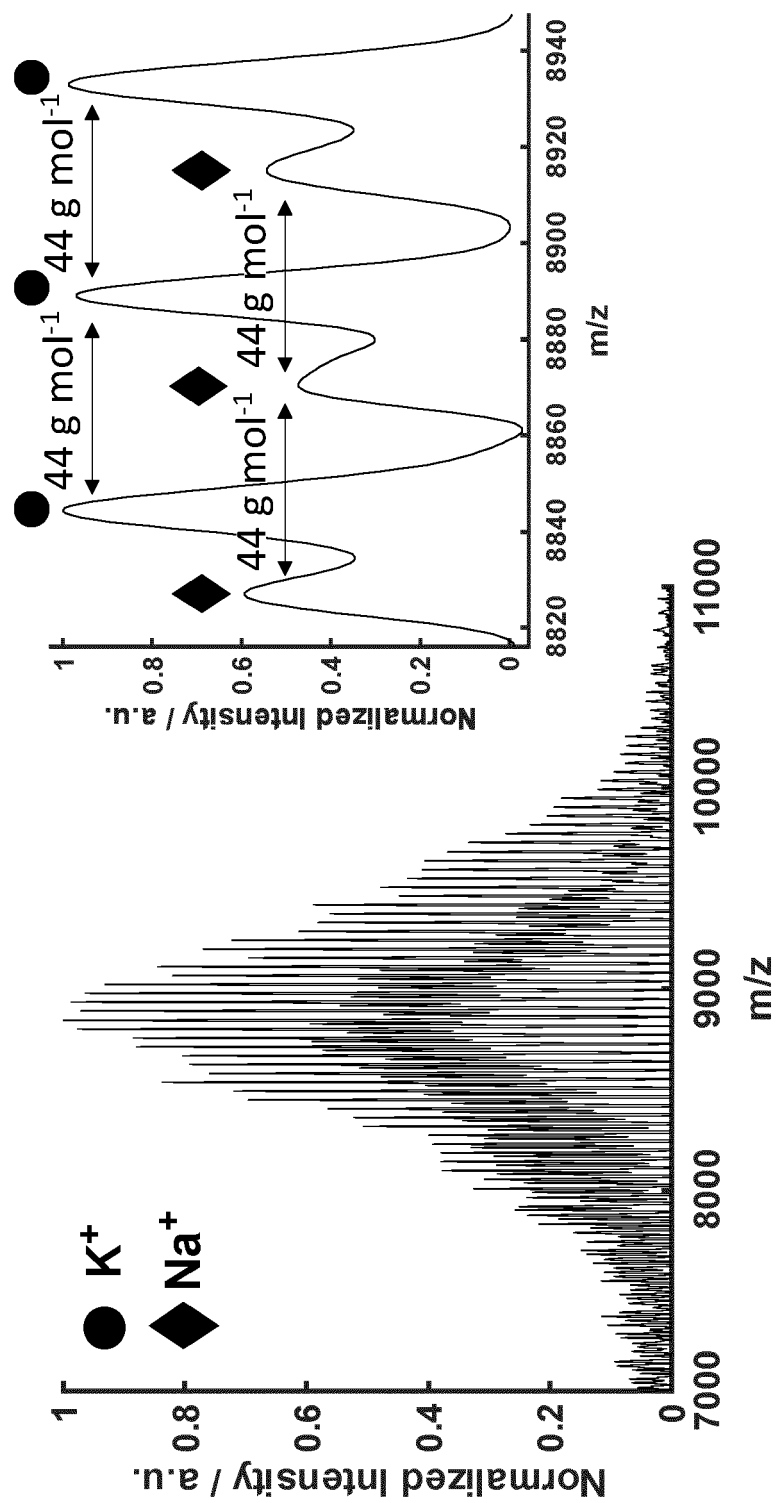 K+
Na+
Normalized Intensity / a.u.
1
0.8
0.6
0.4
0.2
0
7000
8000
9000
10000
11000
m/z
Normalized Intensity / a.u.
1
0.8
0.6
0.4
0.2
0
44 g mol-1
44 g mol-1
44 g mol-1
44 g mol-1
8820
8840
8860
8880
8900
8920
8940
m/z